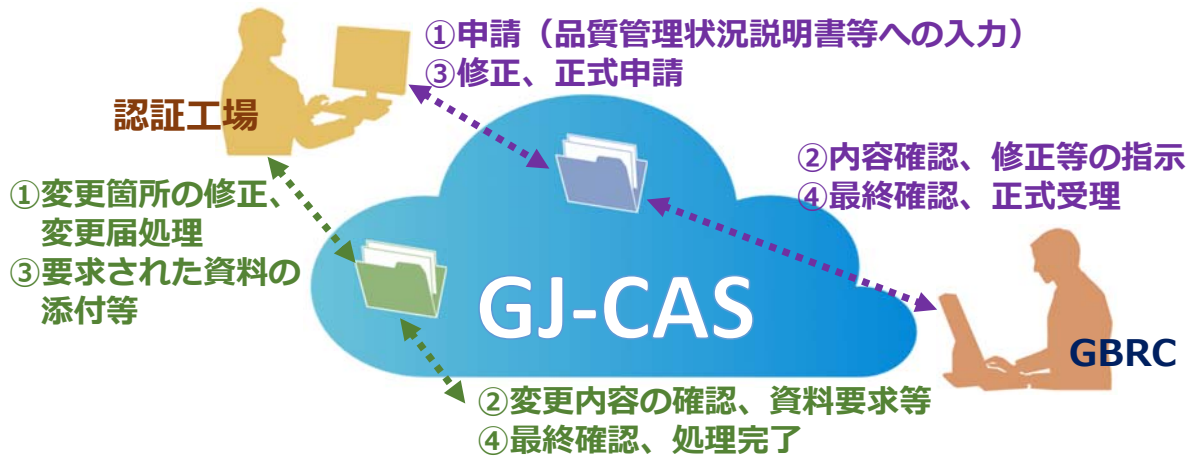 ①申請（品質管理状況説明書等への入力）
③修正、正式申請
認証工場
②内容確認、修正等の指示
④最終確認、正式受理
①変更箇所の修正、
変更届処理
③要求された資料の
添付等
GJ-CAS
GBRC
②変更内容の確認、資料要求等
④最終確認、処理完了